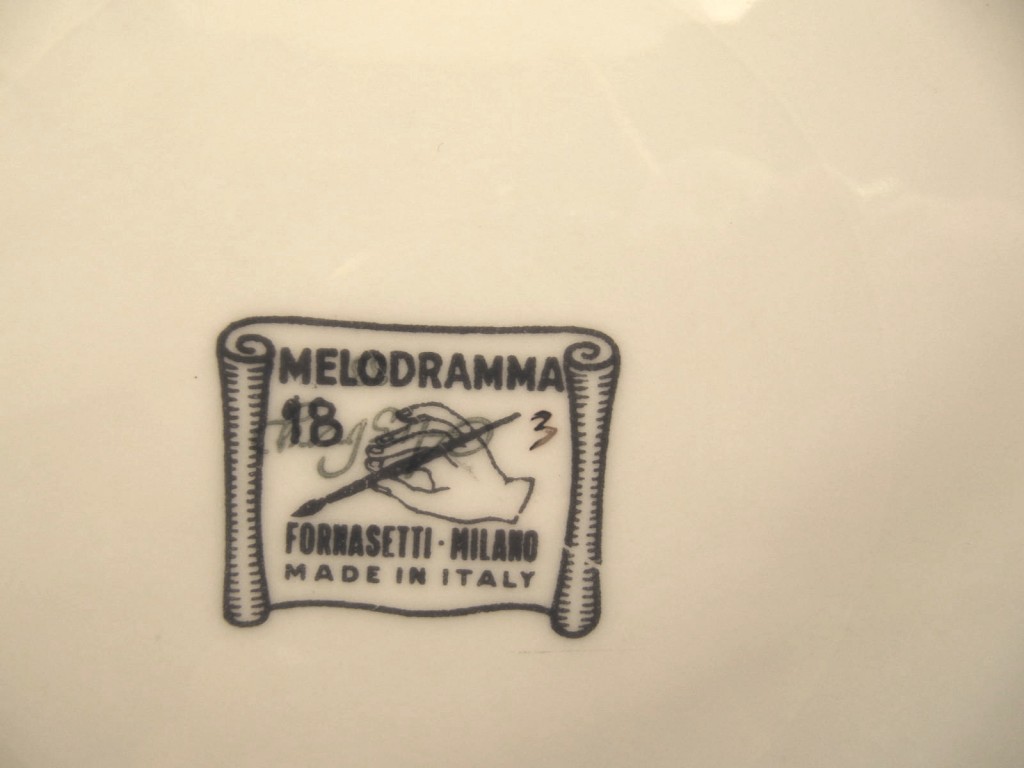 MELODRAMMA
18 3
FORNASETTI · MILANO
MADE IN ITALY